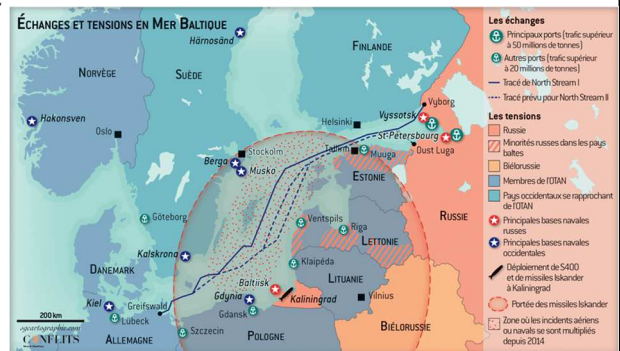 ÉCHANGES ET TENSIONS EN MER BALTIQUE
Härnosänd
FINLANDE
NORVÈGE
SUÈDE
Hakonsven
Oslo
Helsinki
Vyborg
Vyssotsk
St-Pétersbourg
Oust Luga
Stockolm
Tallin
Muuga
Berga
Musko
ESTONIE
RUSSIE
Göteborg
Ventspils
Riga
LETTONIE
Kalskrona
Klaipéda
DANEMARK
LITUANIE
Baltiisk
Kaliningrad
Vilnius
Kiel
Greifswald
Gdynia
Gdansk
Lübeck
Szczecin
BIÉLORUSSIE
ALLEMAGNE
POLOGNE
200 km
CONFLITS
Les échanges
Principaux ports (trafic supérieur
à 50 millions de tonnes)
Autres ports (trafic supérieur
à 20 millions de tonnes)
Tracé de North Stream I
Tracé prévu pour North Stream II
Les tensions
Russie
Minorités russes dans les pays
baltes
Biélorussie
Membres de l'OTAN
Pays occidentaux se rapprochant
de l'OTAN
Principales bases navales
russes
Principales bases navales
occidentales
Déploiement de S400
et de missiles Iskander
à Kaliningrad
Portée des missiles Iskander
Zone où les incidents aériens
ou navals se sont multipliés
depuis 2014